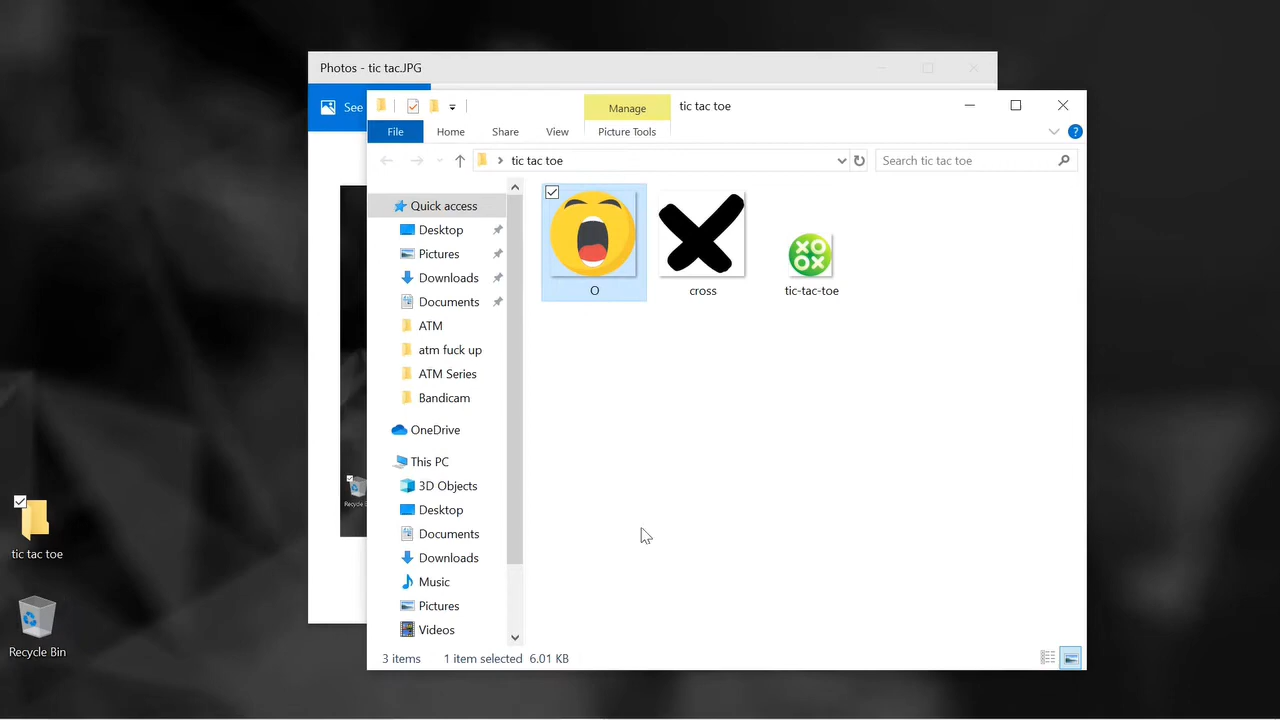 Photos - tic tac.JPG
See
Manage
tic tac toe
File
Home
Share
View
Picture Tools
tic tac toe
Search tic tac toe
Quick access
Desktop
Pictures
Downloads
Documents
ATM
atm fuck up
ATM Series
Bandicam
OneDrive
This PC
3D Objects
Desktop
Documents
Downloads
Music
Pictures
Videos
O
cross
XO
OX
tic-tac-toe
3 items
1 item selected 6.01 KB
tic tac toe
Recycle Bin